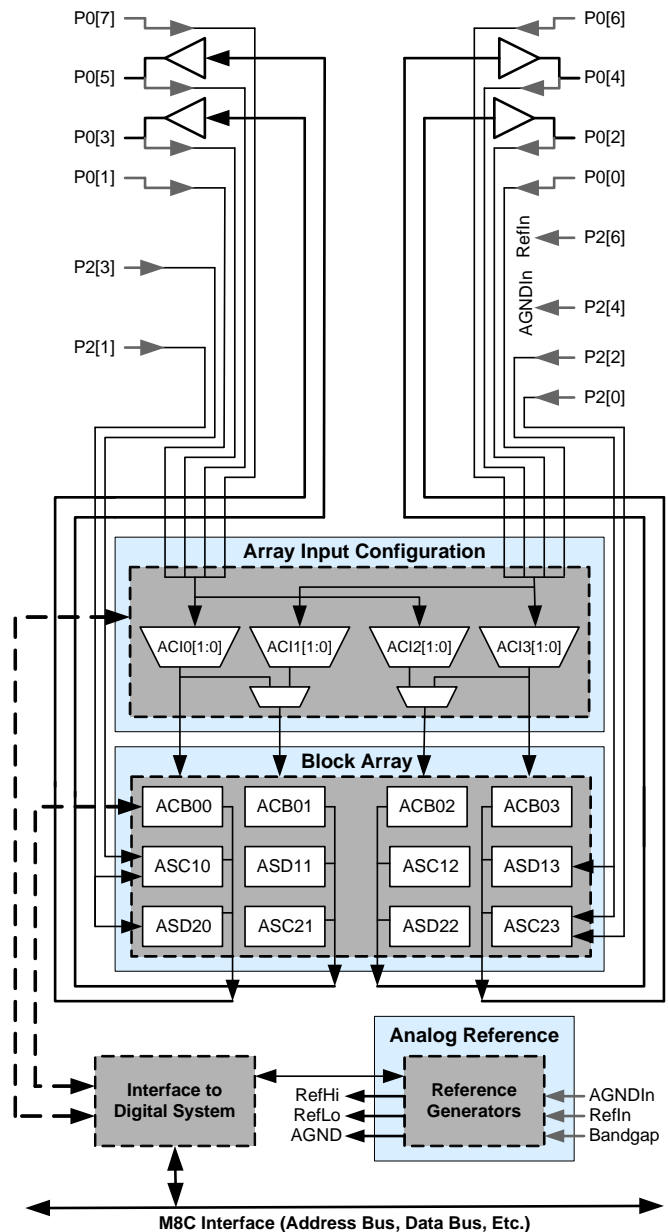 P0[7]
P0[6]
P0[5]
P0[4]
P0[3]
P0[2]
P0[1]
P0[0]
RefIn
P2[6]
P2[3]
AGNDIn
P2[4]
P2[1]
P2[2]
P2[0]
Array Input Configuration
ACI0[1:0]
ACI1[1:0]
ACI2[1:0]
ACI3[1:0]
Block Array
ACB00
ACB01
ACB02
ACB03
ASC10
ASD11
ASC12
ASD13
ASD20
ASC21
ASD22
ASC23
Analog Reference
Interface to
Digital System
RefHi
RefLo
AGND
Reference
Generators
AGNDIn
RefIn
Bandgap
M8C Interface (Address Bus, Data Bus, Etc.)